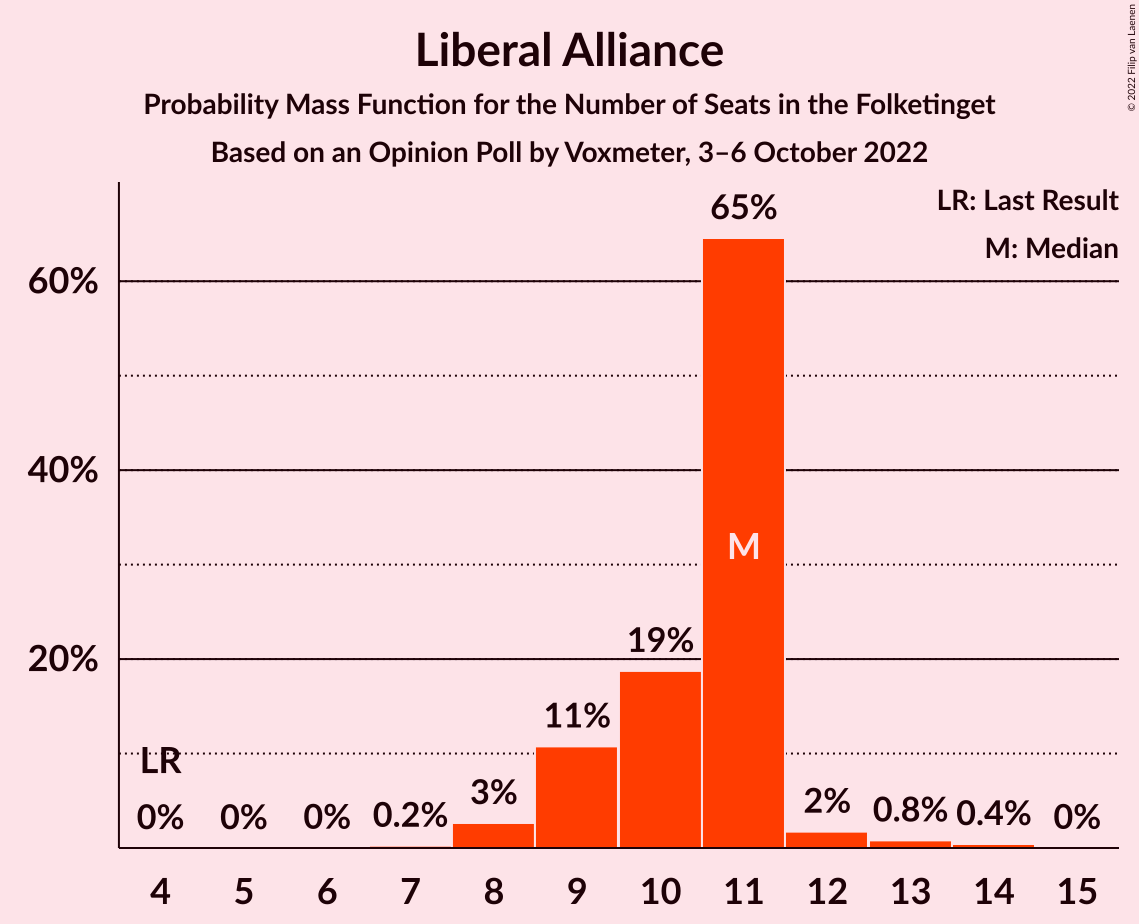 Liberal Alliance
Probability Mass Function for the Number of Seats in the Folketinget
Based on an Opinion Poll by Voxmeter, 3–6 October 2022
© 2022 Filip van Laenen
LR: Last Result
M: Median
60%
40%
20%
LR
0%
0%
0%
0.2%
3%
11%
19%
65%
M
2%
0.8%
0.4%
0%
4 5 6 7 8 9 10 11 12 13 14 15